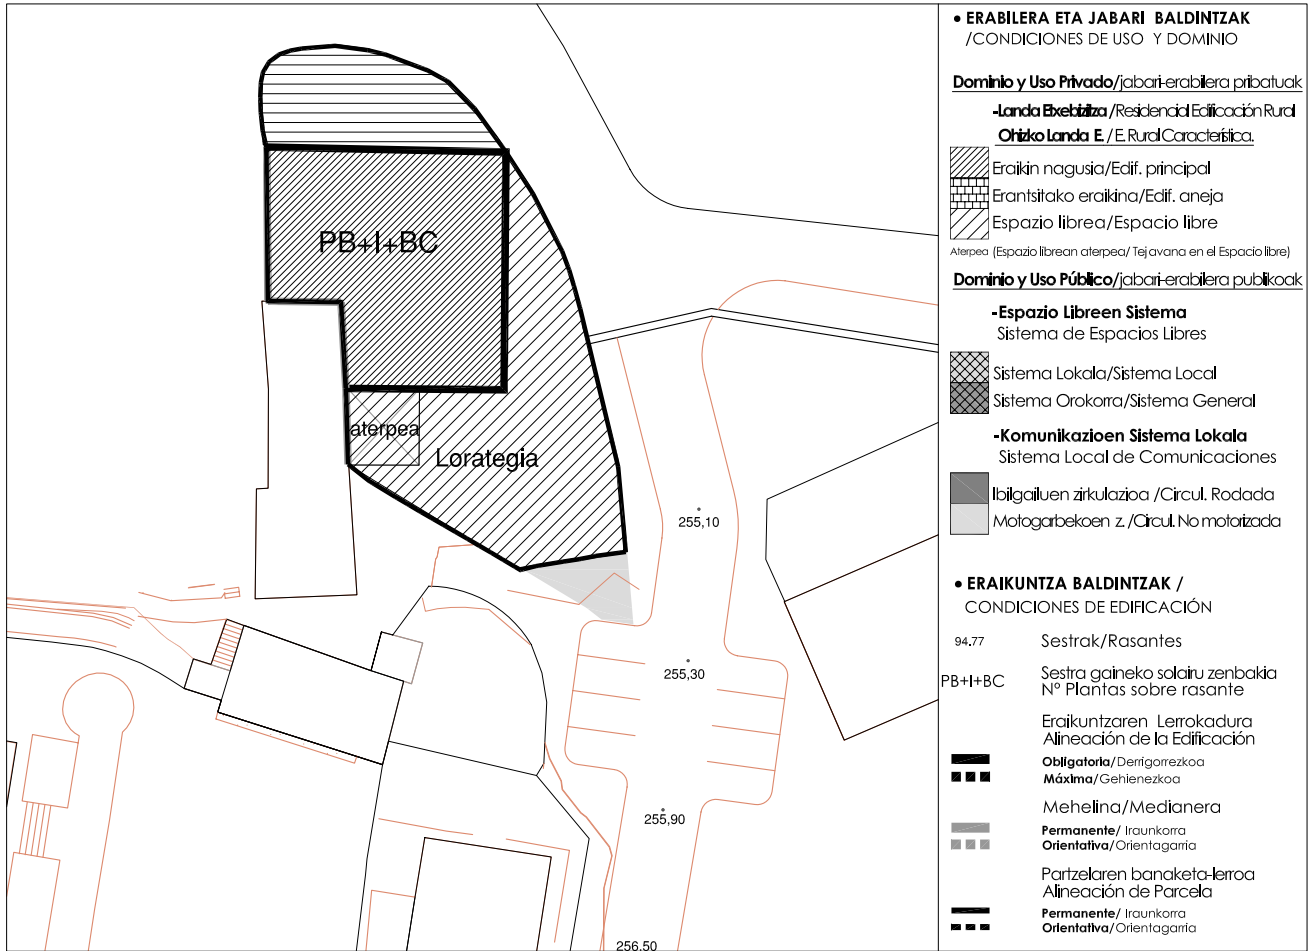 PB+I+BC
aterpea
Lorategia
255,10
255,30
255,90
256.50
• ERABILERA ETA JABARI BALDINTZAK
/CONDICIONES DE USO Y DOMINIO
Dominio y Uso Privado/jabari-erabilera pribatuak
-Landa Etxebizitza/Residencial Edificación Rural
Ohizko Landa E./E. Rural Característica.
Eraikin nagusia/Edif. principal
Erantsitako eraikina/Edif. aneja
Espazio librea/Espacio libre
Aterpea (Espazio librean aterpea/ Tejavana en el Espacio libre)
Dominio y Uso Público/jabari-erabilera publikoak
-Espazio Libreen Sistema
Sistema de Espacios Libres
Sistema Lokala/Sistema Local
Sistema Orokorra/Sistema General
-Komunikazioen Sistema Lokala
Sistema Local de Comunicaciones
Ibilgailuen zirkulazioa /Circul. Rodada
Motogarbekoen z./Circul. No motorizada
• ERAIKUNTZA BALDINTZAK /
CONDICIONES DE EDIFICACIÓN
94.77 Sestrak/Rasantes
PB+I+BC Sestra gaineko solairu zenbakia
Nº Plantas sobre rasante
Eraikuntzaren Lerrokadura
Alineación de la Edificación
Obligatoria/Derrigorrezkoa
Máxima/Gehienezkoa
Mehelina/Medianera
Permanente/ Iraunkorra
Orientativa/Orientagarria
Partzelaren banaketa-lerroa
Alineación de Parcela
Permanente/ Iraunkorra
Orientativa/Orientagarria